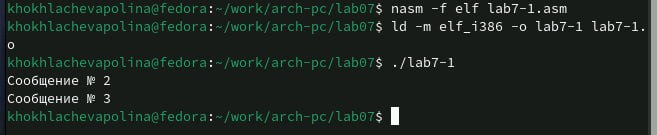 khokhlachevapolina@fedora:~/work/arch-pc/lab07$ nasm -f elf lab7-1.asm
khokhlachevapolina@fedora:~/work/arch-pc/lab07$ ld -m elf_i386 -o lab7-1 lab7-1.
o
khokhlachevapolina@fedora:~/work/arch-pc/lab07$ ./lab7-1
Сообщение № 2
Сообщение № 3
khokhlachevapolina@fedora:~/work/arch-pc/lab07$